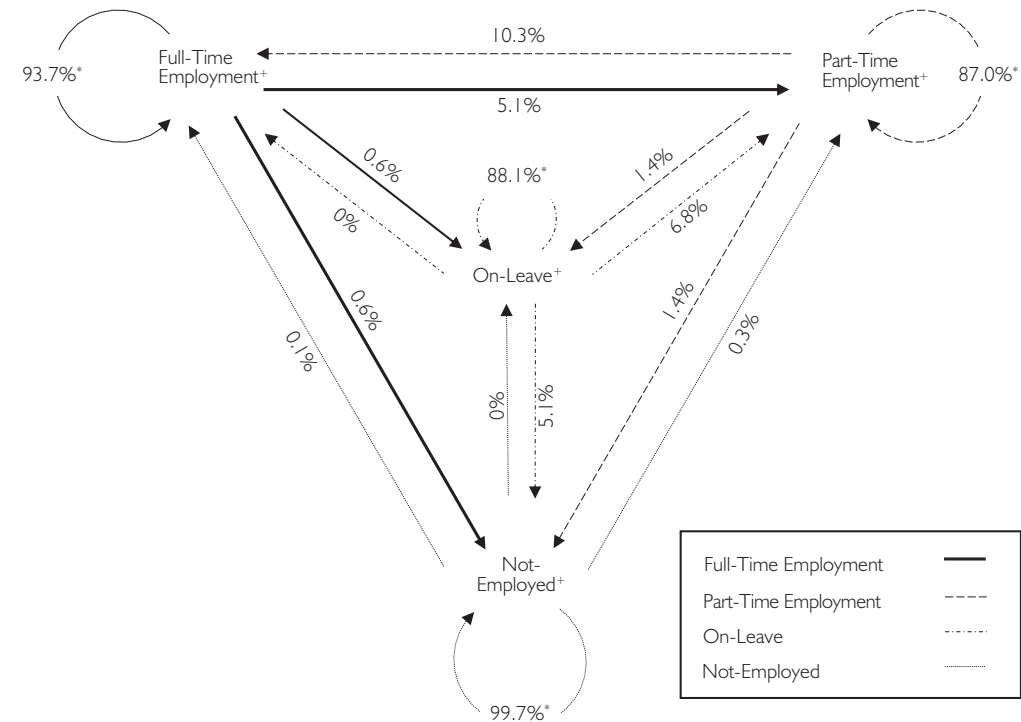 10.3%
Full-Time
Employment+
Part-Time
Employment+
93.7%*
87.0%*
5.1%
0.6%
1.4%
88.1%*
0%
6.8%
On-Leave+
0.6%
1.4%
0.1%
0.3%
0%
5.1%
Not-
Employed+
Full-Time Employment
Part-Time Employment
On-Leave
Not-Employed
99.7%*